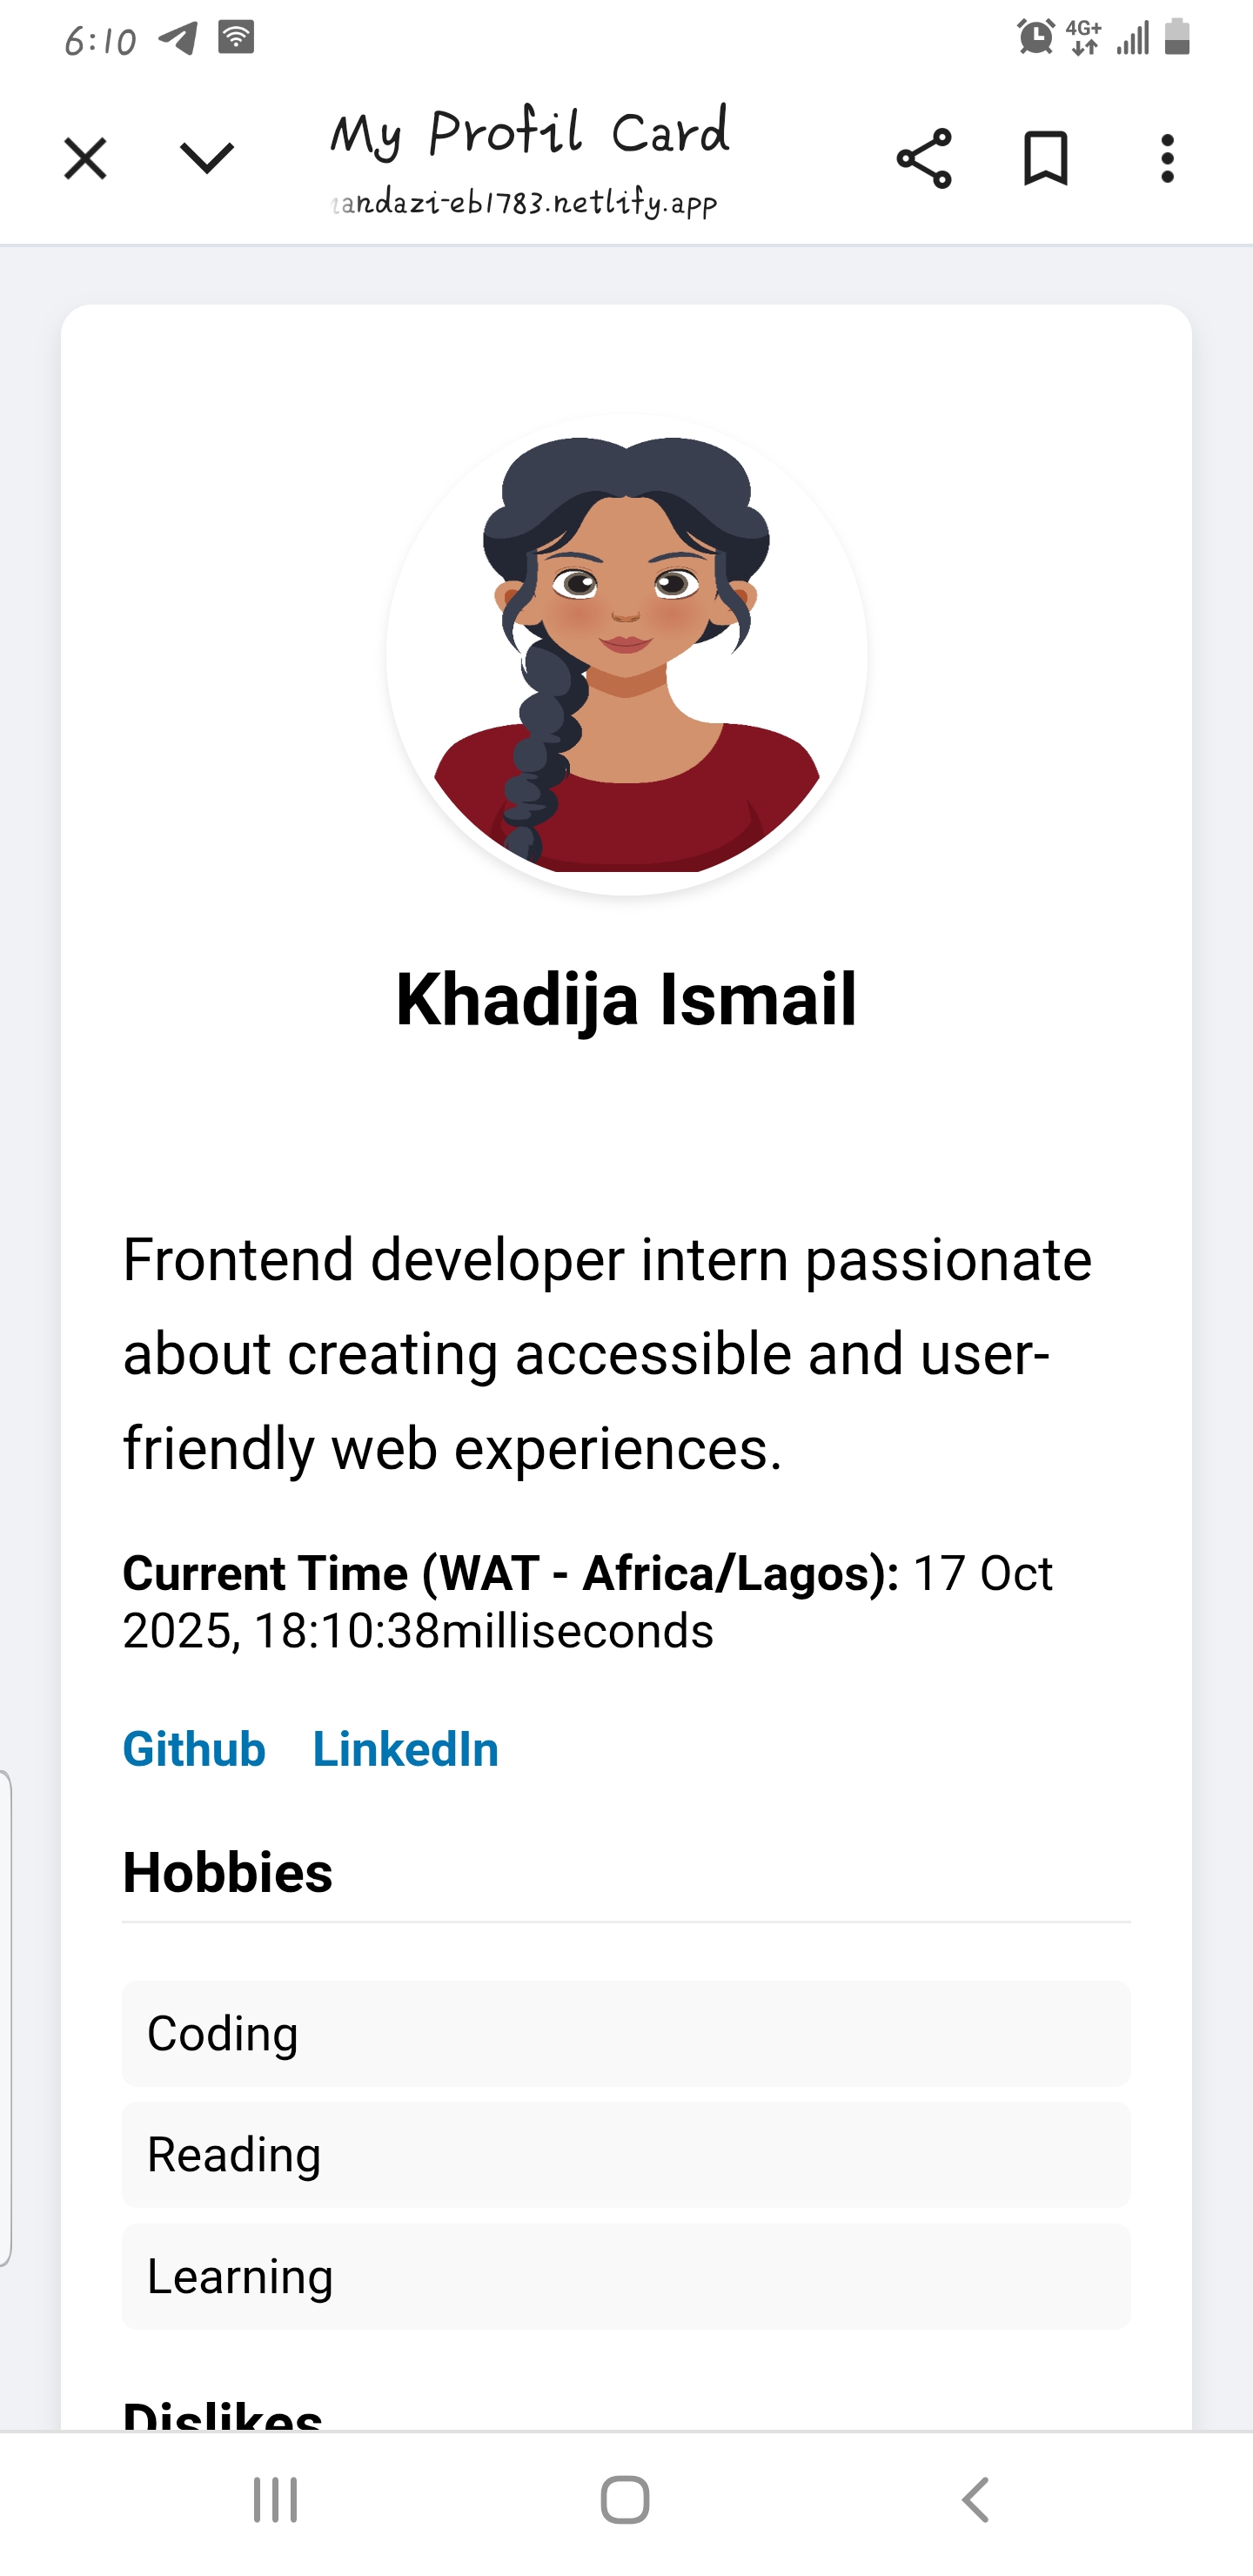 6:10
4G+
My Profil Card
andazi-eb1783.netlify.app
Khadija Ismail
Frontend developer intern passionate
about creating accessible and user-
friendly web experiences.
Current Time (WAT - Africa/Lagos): 17 Oct
2025, 18:10:38milliseconds
Github LinkedIn
Hobbies
Coding
Reading
Learning
Dislikes